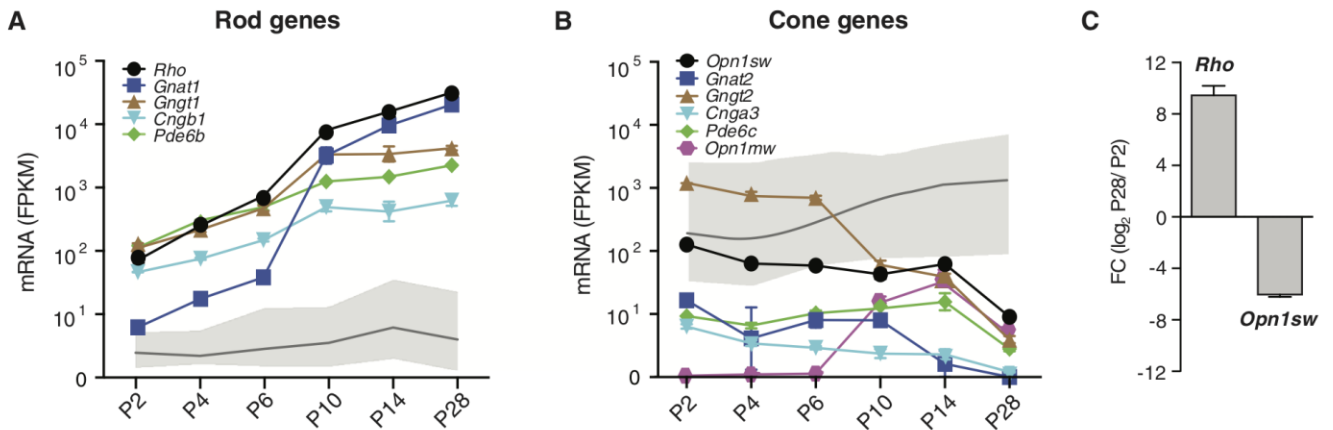 A
Rod genes
mRNA (FPKM)
10^5
10^4
10^3
10^2
10^1
0
Rho
Gnat1
Gngt1
Cngb1
Pde6b
P2
P4
P6
P10
P14
P28
B
Cone genes
mRNA (FPKM)
10^5
10^4
10^3
10^2
10^1
0
Opn1sw
Gnat2
Gngt2
Cnga3
Pde6c
Opn1mw
P2
P4
P6
P10
P14
P28
C
FC (log₂ P28/ P2)
12
8
4
0
-4
-8
-12
Rho
Opn1sw